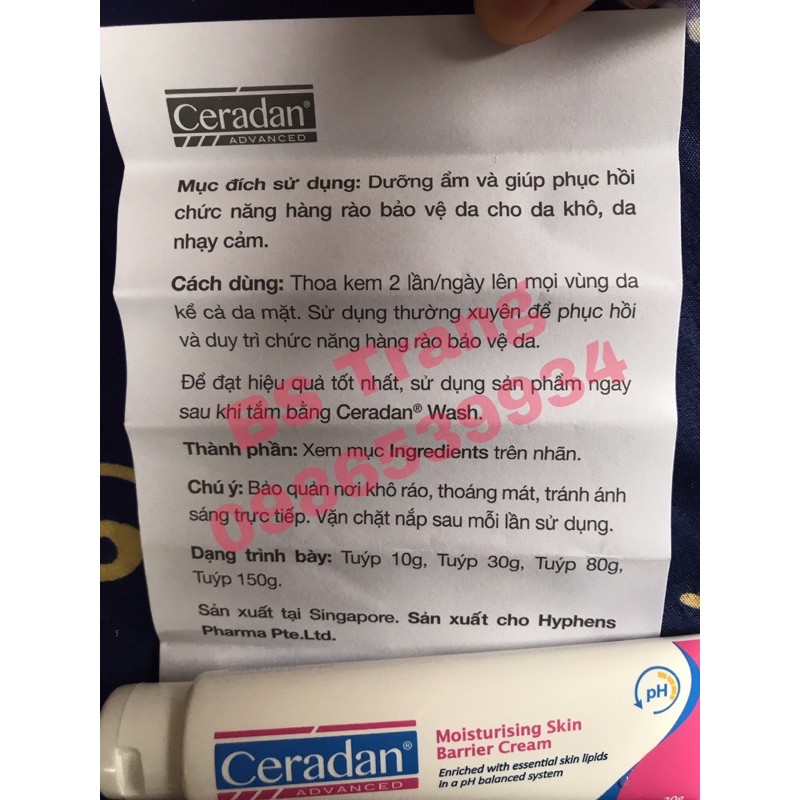 Ceradan®
ADVANCED
Mục đích sử dụng: Dưỡng ẩm và giúp phục hồi
chức năng hàng rào bảo vệ da cho da khô, da
nhạy cảm.
Cách dùng: Thoa kem 2 lần/ngày lên mọi vùng da
kể cả da mặt. Sử dụng thường xuyên để phục hồi
và duy trì chức năng hàng rào bảo vệ da.
Để đạt hiệu quả tốt nhất, sử dụng sản phẩm ngay
sau khi tắm bằng Ceradan® Wash.
Thành phần: Xem mục Ingredients trên nhãn.
Chú ý: Bảo quản nơi khô ráo, thoáng mát, tránh ánh
sáng trực tiếp. Vặn chặt nắp sau mỗi lần sử dụng.
Dạng trình bày: Tuýp 10g, Tuýp 30g, Tuýp 80g,
Tuýp 150g.
Sản xuất tại Singapore. Sản xuất cho Hyphens
Pharma Pte.Ltd.
BS Trang
0986539934
pH
Ceradan®
ADVANCED
Moisturising Skin
Barrier Cream
Enriched with essential skin lipids
in a pH balanced system